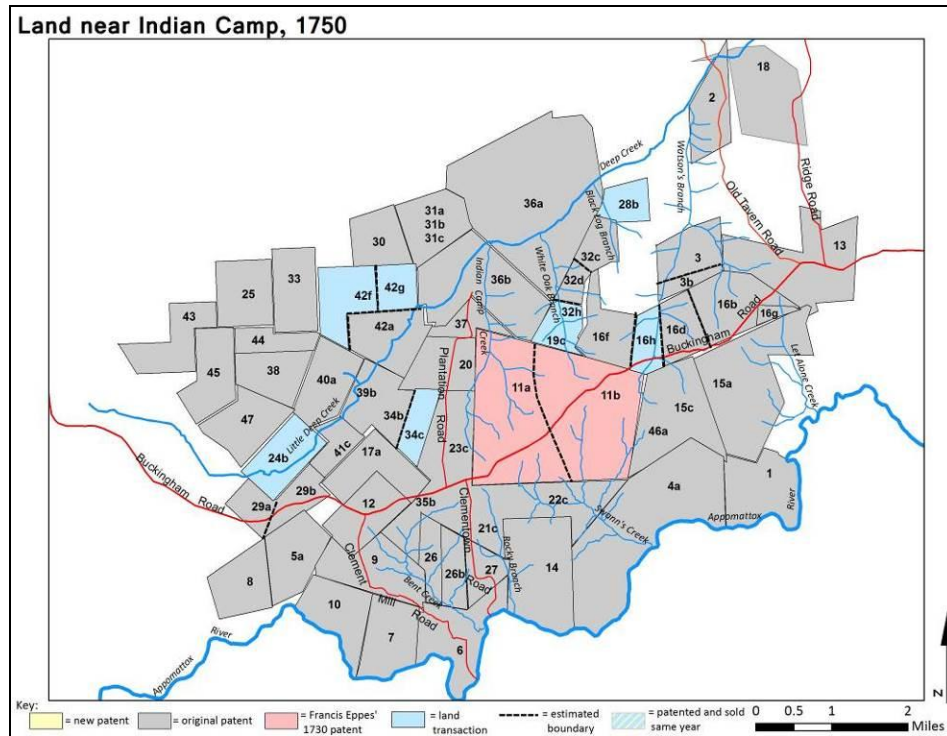 Land near Indian Camp, 1750
18
2
Deep Creek
Watson's Branch
Ridge Road
Old Tavern Road
36a
Black Log Branch
28b
31a
31b
31c
30
13
3
32c
33
25
42f
42g
36b
White Oak Branch
Indian Camp Creek
32d
3b
16b
43
42a
37
32h
16g
16d
Buckingham Road
44
19c
16f
16h
Let Alone Creek
45
38
40a
Plantation Road
20
11a
11b
15a
39b
47
34b
34c
15c
Little Deep Creek
41c
17a
23c
46a
24b
Buckingham Road
29b
29a
12
35b
Clementown Road
22c
4a
1
River
Swann's Creek
Appomattox
21c
Rocky Branch
5a
9
26
26b
27
14
8
Clement Mill Road
Bent Creek
10
7
6
River
Appomattox
N
Key:
= new patent
= original patent
= Francis Eppes' 1730 patent
= land transaction
= estimated boundary
= patented and sold same year
0 0.5 1 2
Miles